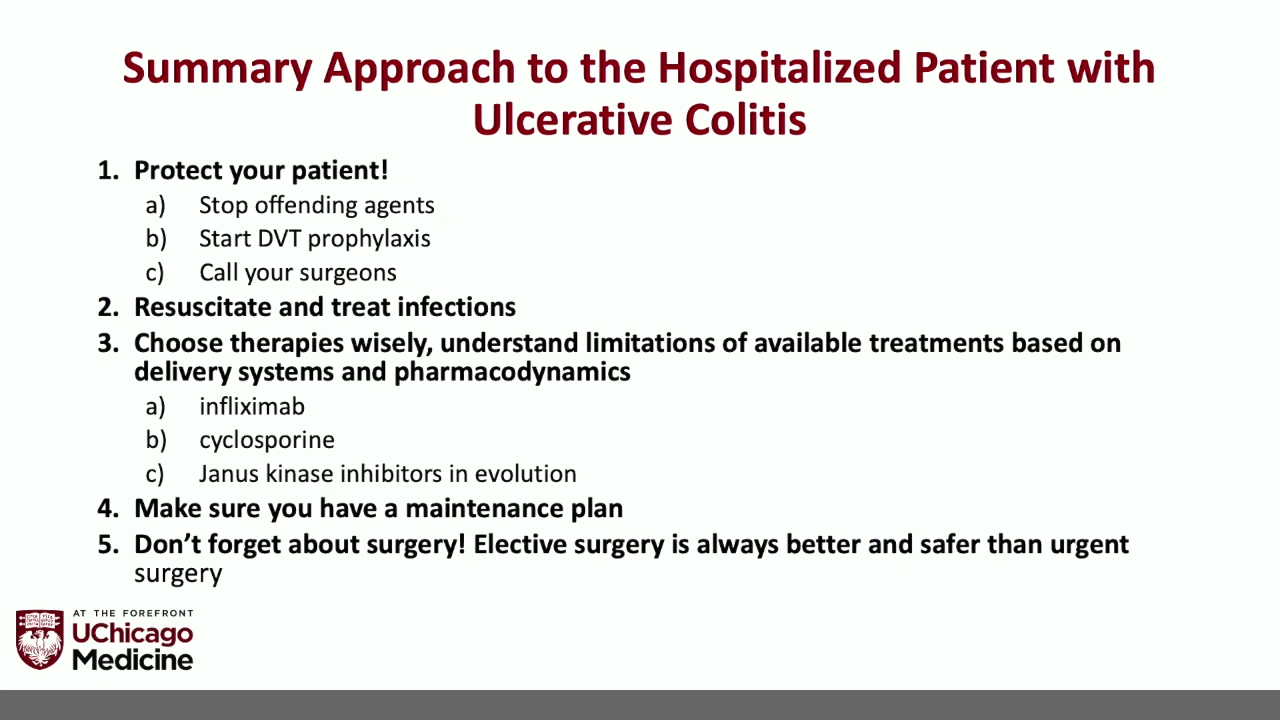 Summary Approach to the Hospitalized Patient with
Ulcerative Colitis
1. Protect your patient!
a) Stop offending agents
b) Start DVT prophylaxis
c) Call your surgeons
2. Resuscitate and treat infections
3. Choose therapies wisely, understand limitations of available treatments based on
delivery systems and pharmacodynamics
a) infliximab
b) cyclosporine
c) Janus kinase inhibitors in evolution
4. Make sure you have a maintenance plan
5. Don’t forget about surgery! Elective surgery is always better and safer than urgent
surgery
AT THE FOREFRONT
UChicago
Medicine